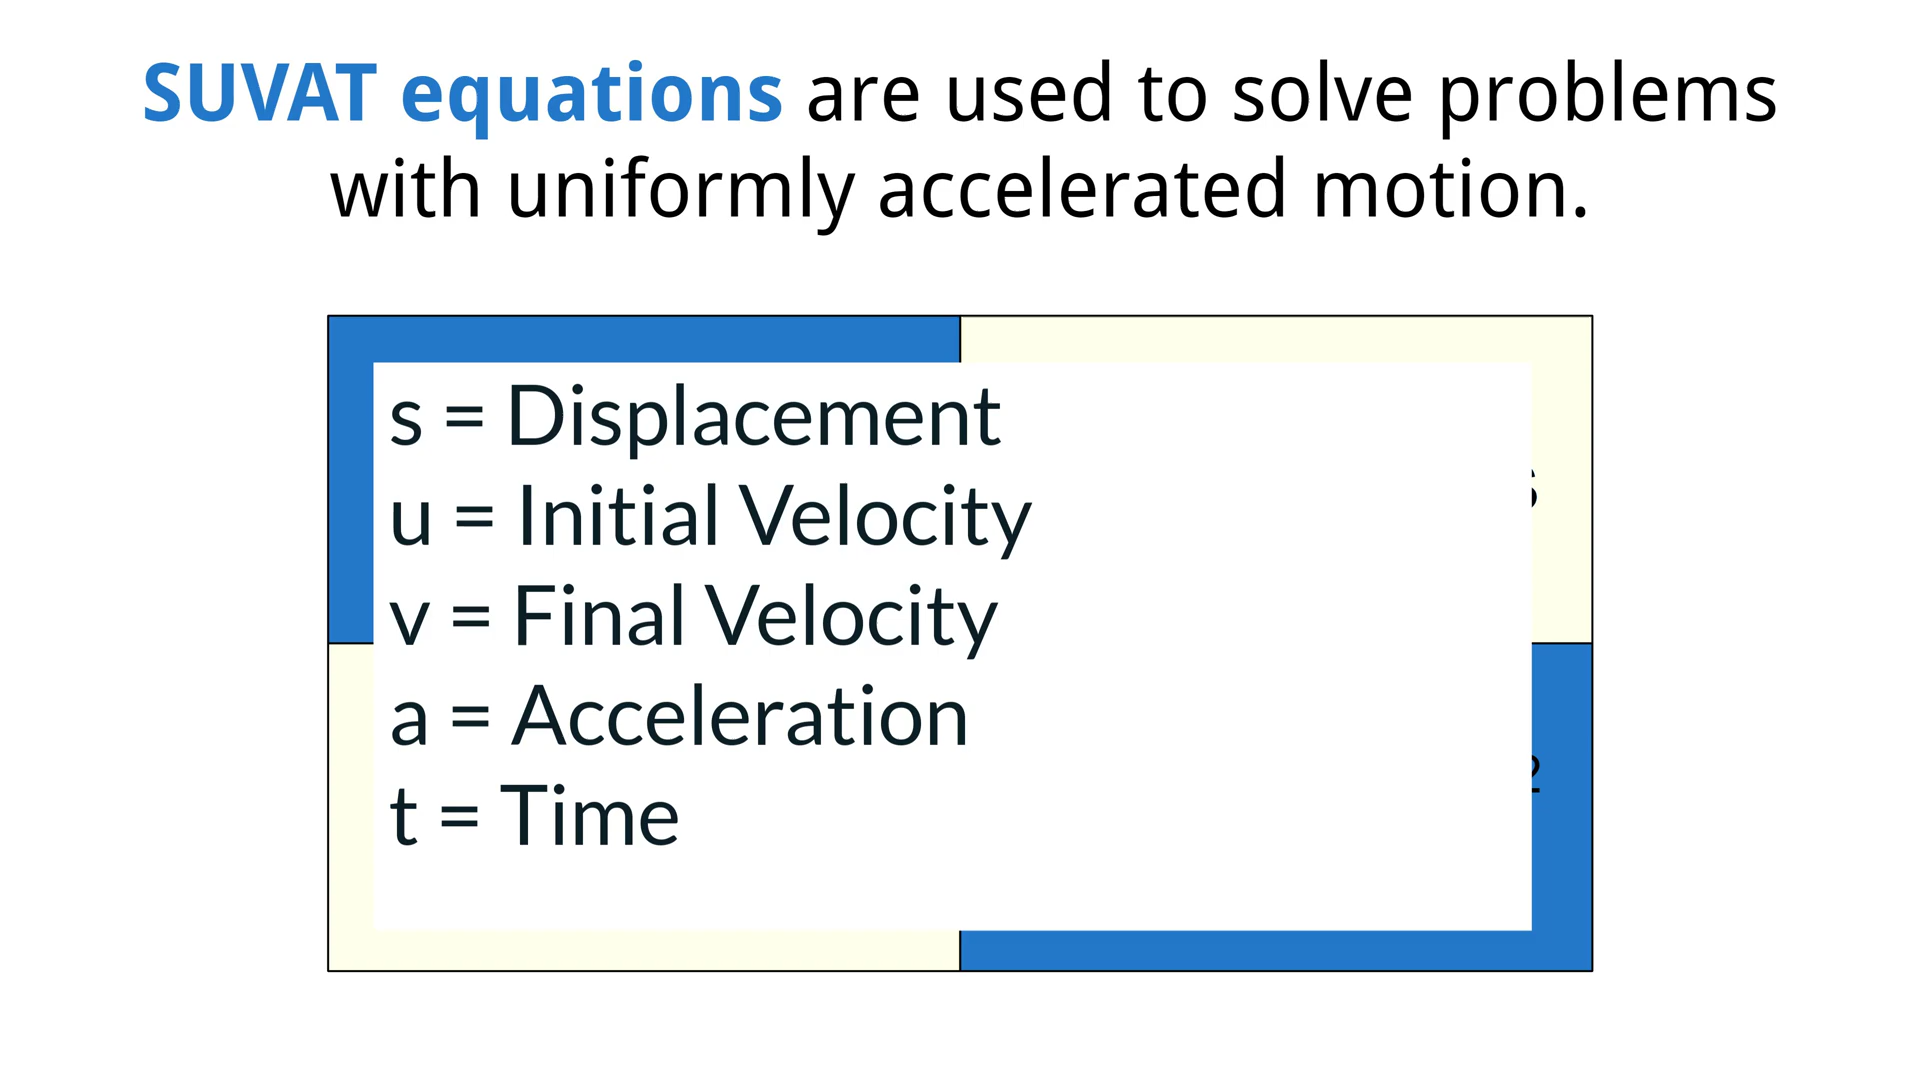 SUVAT equations are used to solve problems
with uniformly accelerated motion.
s = Displacement
u = Initial Velocity
v = Final Velocity
a = Acceleration
t = Time